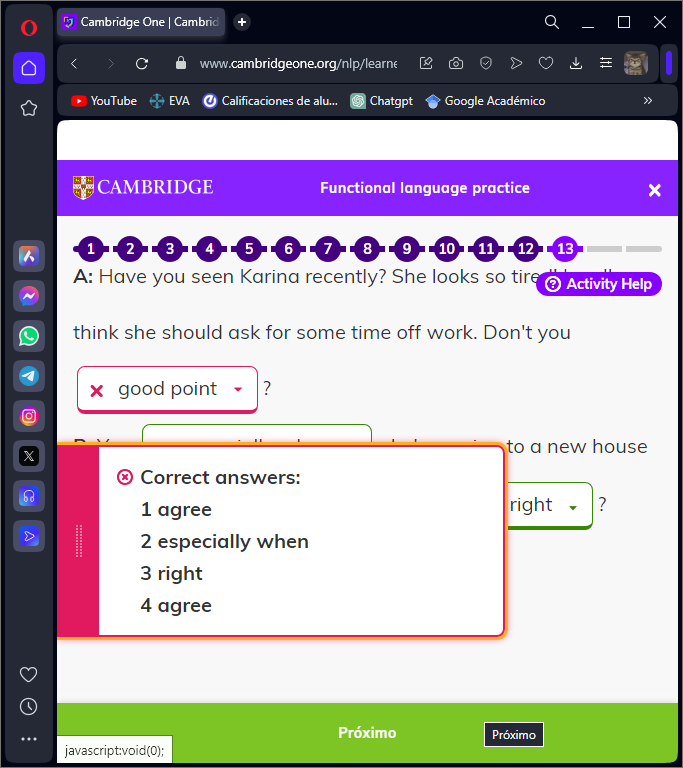 Cambridge One | Cambrid
www.cambridgeone.org/nlp/learne
YouTube
EVA
Calificaciones de alu...
Chatgpt
Google Académico
CAMBRIDGE
Functional language practice
1 2 3 4 5 6 7 8 9 10 11 12 13
A: Have you seen Karina recently? She looks so tire
Activity Help
think she should ask for some time off work. Don't you
good point ?
to a new house
right ?
Correct answers:
1 agree
2 especially when
3 right
4 agree
Próximo
Próximo
javascript:void(0);